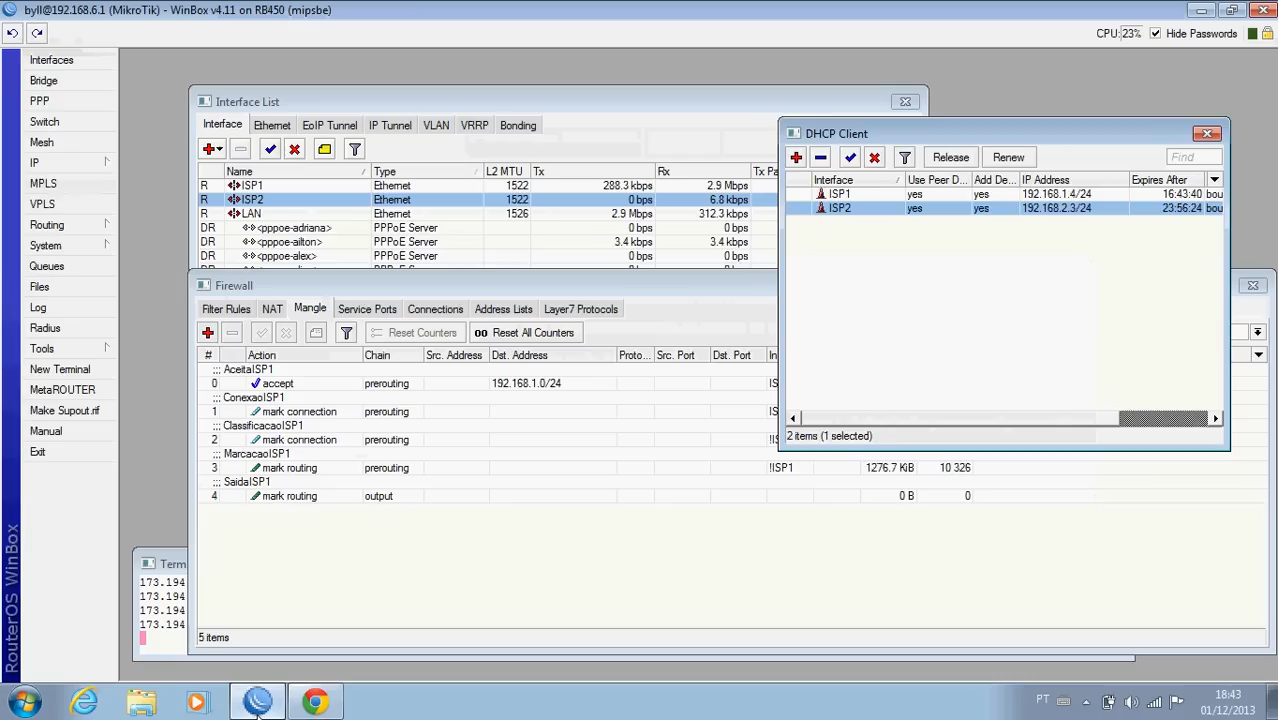 byll@192.168.6.1 (MikroTik) - WinBox v4.11 on RB450 (mipsbe)
CPU: 23% Hide Passwords
Interfaces
Bridge
PPP
Switch
Mesh
IP
MPLS
VPLS
Routing
System
Queues
Files
Log
Radius
Tools
New Terminal
MetaROUTER
Make Supout.rif
Manual
Exit
RouterOS WinBox
Interface List
Interface Ethernet EoIP Tunnel IP Tunnel VLAN VRRP Bonding
Name Type L2 MTU Tx Rx Tx Pa
R ISP1 Ethernet 1522 288.3 kbps 2.9 Mbps
R ISP2 Ethernet 1522 0 bps 6.8 kbps
R LAN Ethernet 1526 2.9 Mbps 312.3 kbps
DR <pppoe-adriana> PPPoE Server 0 bps 0 bps
DR <pppoe-ailton> PPPoE Server 3.4 kbps 3.4 kbps
DR <pppoe-alex> PPPoE Server 0 bps 0 bps
DHCP Client
Release Renew Find
Interface Use Peer D... Add De... IP Address Expires After
ISP1 yes yes 192.168.1.4/24 16:43:40 bou
ISP2 yes yes 192.168.2.3/24 23:56:24 bou
2 items (1 selected)
Firewall
Filter Rules NAT Mangle Service Ports Connections Address Lists Layer7 Protocols
Reset Counters 00 Reset All Counters
# Action Chain Src. Address Dst. Address Proto... Src. Port Dst. Port In
;;; AceitaISP1
0 accept prerouting 192.168.1.0/24
;;; ConexaoISP1
1 mark connection prerouting
;;; ClassificacaoISP1
2 mark connection prerouting
;;; MarcacaoISP1
3 mark routing prerouting !ISP1 1276.7 KiB 10 326
;;; SaidaISP1
4 mark routing output 0 B 0
5 items
Term
173.194
173.194
173.194
173.194
PT
18:43
01/12/2013